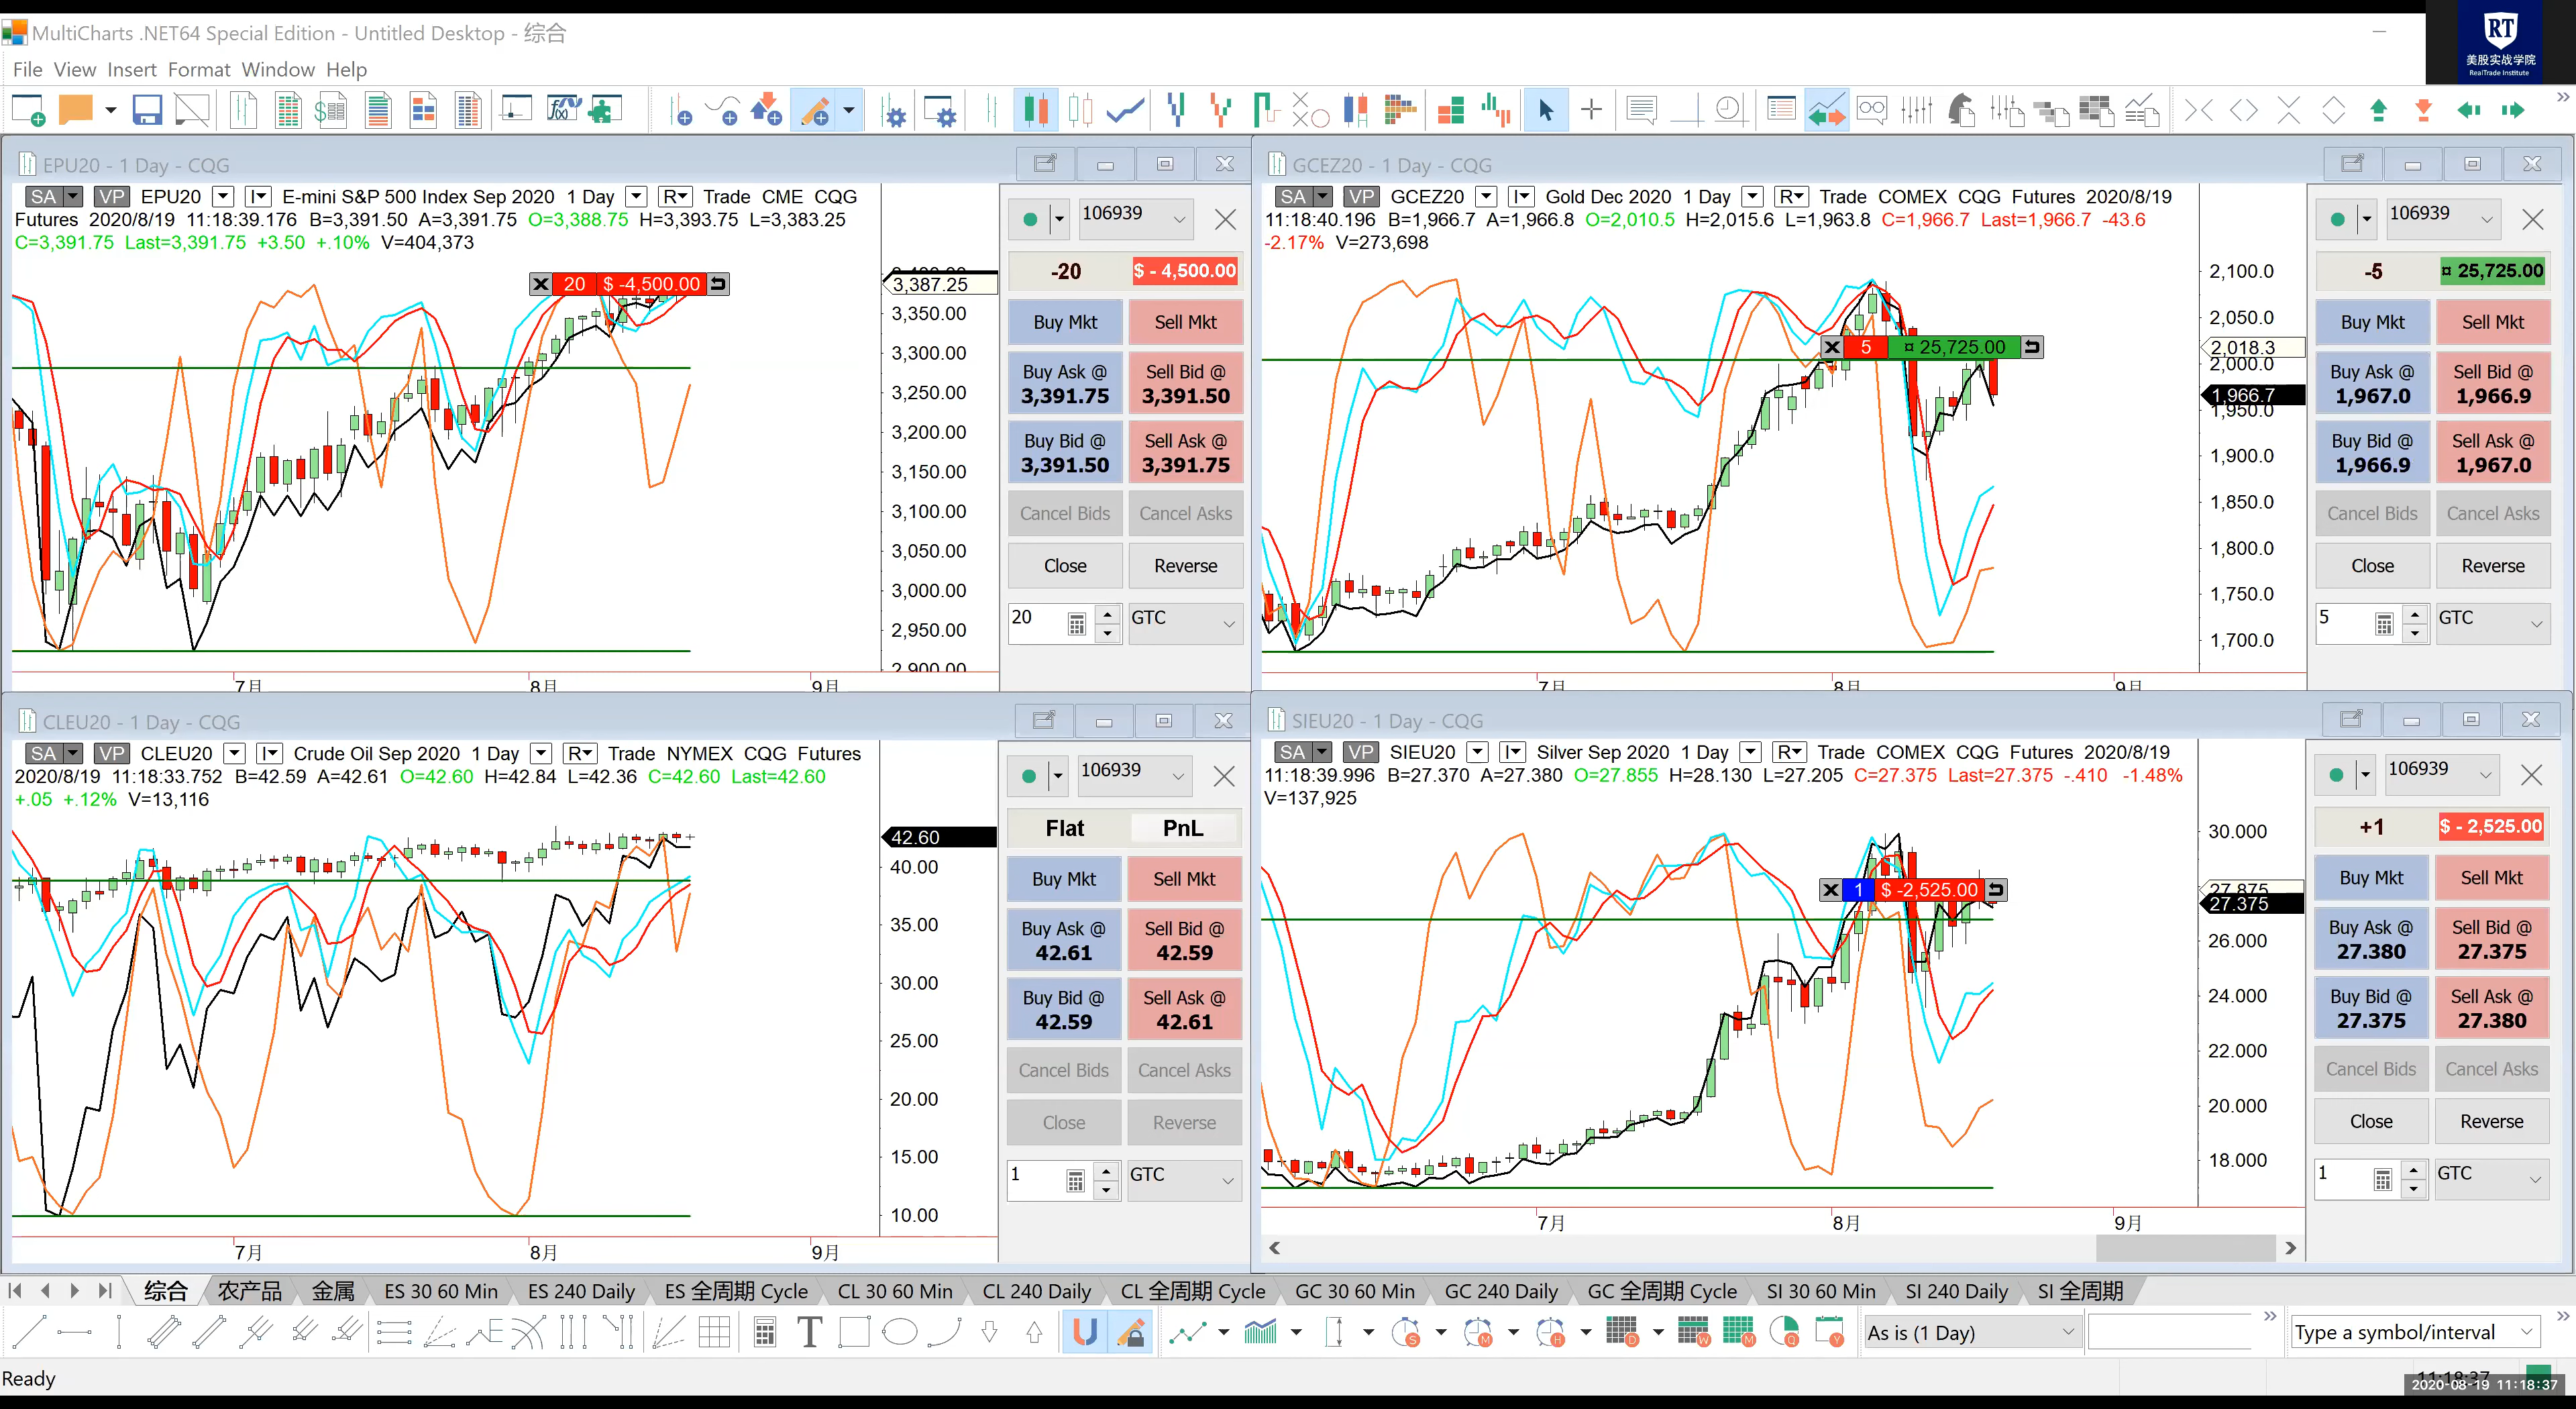 MultiCharts .NET64 Special Edition - Untitled Desktop - 综合
RT
美股实战学院
RealTrade Institute
File View Insert Format Window Help
EPU20 - 1 Day - CQG
SA VP EPU20 I E-mini S&P 500 Index Sep 2020 1 Day R Trade CME CQG
Futures 2020/8/19 11:18:39.176 B=3,391.50 A=3,391.75 O=3,388.75 H=3,393.75 L=3,383.25
C=3,391.75 Last=3,391.75 +3.50 +.10% V=404,373
20 $ -4,500.00
3,387.25
3,350.00
3,300.00
3,250.00
3,200.00
3,150.00
3,100.00
3,050.00
3,000.00
2,950.00
2,900.00
7月 8月 9月
106939
-20 $ - 4,500.00
Buy Mkt Sell Mkt
Buy Ask @ Sell Bid @
3,391.75 3,391.50
Buy Bid @ Sell Ask @
3,391.50 3,391.75
Cancel Bids Cancel Asks
Close Reverse
20 GTC
GCEZ20 - 1 Day - CQG
SA VP GCEZ20 I Gold Dec 2020 1 Day R Trade COMEX CQG Futures 2020/8/19
11:18:40.196 B=1,966.7 A=1,966.8 O=2,010.5 H=2,015.6 L=1,963.8 C=1,966.7 Last=1,966.7 -43.6
-2.17% V=273,698
5 ¤ 25,725.00
2,100.0
2,050.0
2,018.3
2,000.0
1,966.7
1,950.0
1,900.0
1,850.0
1,800.0
1,750.0
1,700.0
7月 8月 9月
106939
-5 ¤ 25,725.00
Buy Mkt Sell Mkt
Buy Ask @ Sell Bid @
1,967.0 1,966.9
Buy Bid @ Sell Ask @
1,966.9 1,967.0
Cancel Bids Cancel Asks
Close Reverse
5 GTC
CLEU20 - 1 Day - CQG
SA VP CLEU20 I Crude Oil Sep 2020 1 Day R Trade NYMEX CQG Futures
2020/8/19 11:18:33.752 B=42.59 A=42.61 O=42.60 H=42.84 L=42.36 C=42.60 Last=42.60
+.05 +.12% V=13,116
42.60
40.00
35.00
30.00
25.00
20.00
15.00
10.00
7月 8月 9月
106939
Flat PnL
Buy Mkt Sell Mkt
Buy Ask @ Sell Bid @
42.61 42.59
Buy Bid @ Sell Ask @
42.59 42.61
Cancel Bids Cancel Asks
Close Reverse
1 GTC
SIEU20 - 1 Day - CQG
SA VP SIEU20 I Silver Sep 2020 1 Day R Trade COMEX CQG Futures 2020/8/19
11:18:39.996 B=27.370 A=27.380 O=27.855 H=28.130 L=27.205 C=27.375 Last=27.375 -.410 -1.48%
V=137,925
1 $ -2,525.00
30.000
27.875
27.375
26.000
24.000
22.000
20.000
18.000
7月 8月 9月
106939
+1 $ - 2,525.00
Buy Mkt Sell Mkt
Buy Ask @ Sell Bid @
27.380 27.375
Buy Bid @ Sell Ask @
27.375 27.380
Cancel Bids Cancel Asks
Close Reverse
1 GTC
综合 农产品 金属 ES 30 60 Min ES 240 Daily ES 全周期 Cycle CL 30 60 Min CL 240 Daily CL 全周期 Cycle GC 30 60 Min GC 240 Daily GC 全周期 Cycle SI 30 60 Min SI 240 Daily SI 全周期
As is (1 Day) Type a symbol/interval
Ready
2020-08-19 11:18:37